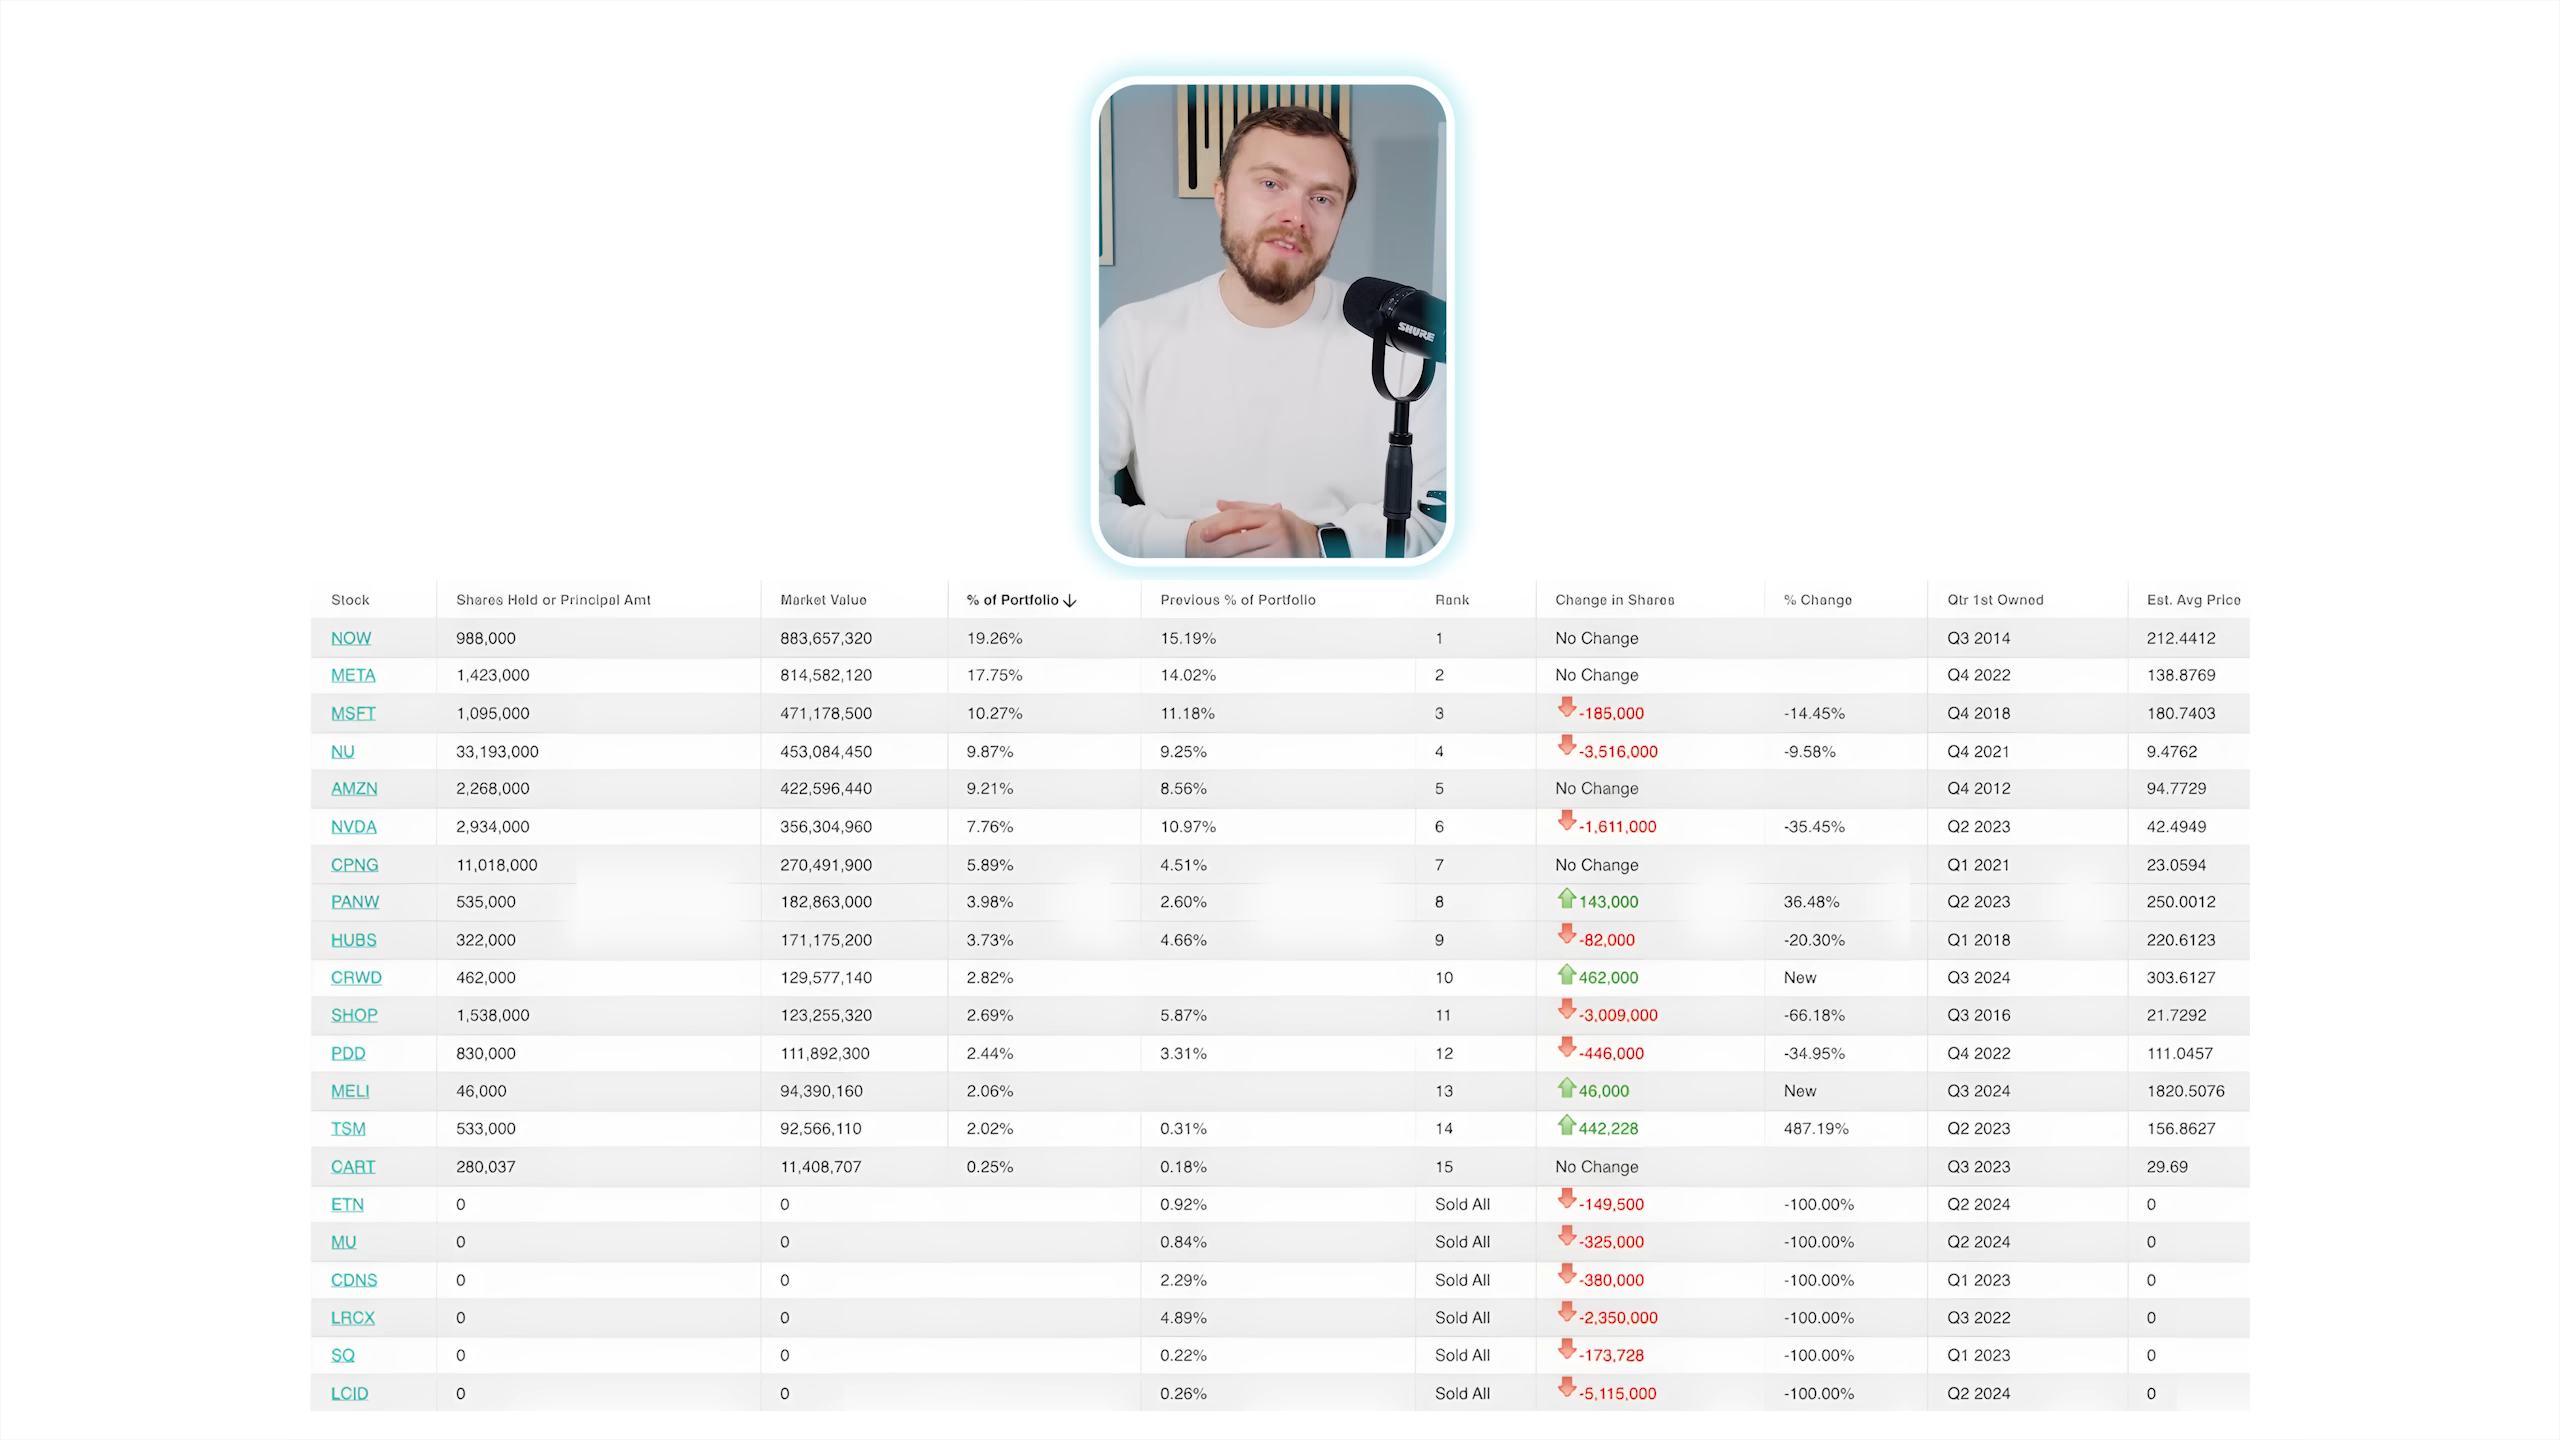 SHURE
Stock Shares Held or Principal Amt Market Value % of Portfolio Previous % of Portfolio Rank Change in Shares % Change Qtr 1st Owned Est. Avg Price
NOW 988,000 883,657,320 19.26% 15.19% 1 No Change Q3 2014 212.4412
META 1,423,000 814,582,120 17.75% 14.02% 2 No Change Q4 2022 138.8769
MSFT 1,095,000 471,178,500 10.27% 11.18% 3 -185,000 -14.45% Q4 2018 180.7403
NU 33,193,000 453,084,450 9.87% 9.25% 4 -3,516,000 -9.58% Q4 2021 9.4762
AMZN 2,268,000 422,596,440 9.21% 8.56% 5 No Change Q4 2012 94.7729
NVDA 2,934,000 356,304,960 7.76% 10.97% 6 -1,611,000 -35.45% Q2 2023 42.4949
CPNG 11,018,000 270,491,900 5.89% 4.51% 7 No Change Q1 2021 23.0594
PANW 535,000 182,863,000 3.98% 2.60% 8 143,000 36.48% Q2 2023 250.0012
HUBS 322,000 171,175,200 3.73% 4.66% 9 -82,000 -20.30% Q1 2018 220.6123
CRWD 462,000 129,577,140 2.82% 10 462,000 New Q3 2024 303.6127
SHOP 1,538,000 123,255,320 2.69% 5.87% 11 -3,009,000 -66.18% Q3 2016 21.7292
PDD 830,000 111,892,300 2.44% 3.31% 12 -446,000 -34.95% Q4 2022 111.0457
MELI 46,000 94,390,160 2.06% 13 46,000 New Q3 2024 1820.5076
TSM 533,000 92,566,110 2.02% 0.31% 14 442,228 487.19% Q2 2023 156.8627
CART 280,037 11,408,707 0.25% 0.18% 15 No Change Q3 2023 29.69
ETN 0 0 0.92% Sold All -149,500 -100.00% Q2 2024 0
MU 0 0 0.84% Sold All -325,000 -100.00% Q2 2024 0
CDNS 0 0 2.29% Sold All -380,000 -100.00% Q1 2023 0
LRCX 0 0 4.89% Sold All -2,350,000 -100.00% Q3 2022 0
SQ 0 0 0.22% Sold All -173,728 -100.00% Q1 2023 0
LCID 0 0 0.26% Sold All -5,115,000 -100.00% Q2 2024 0